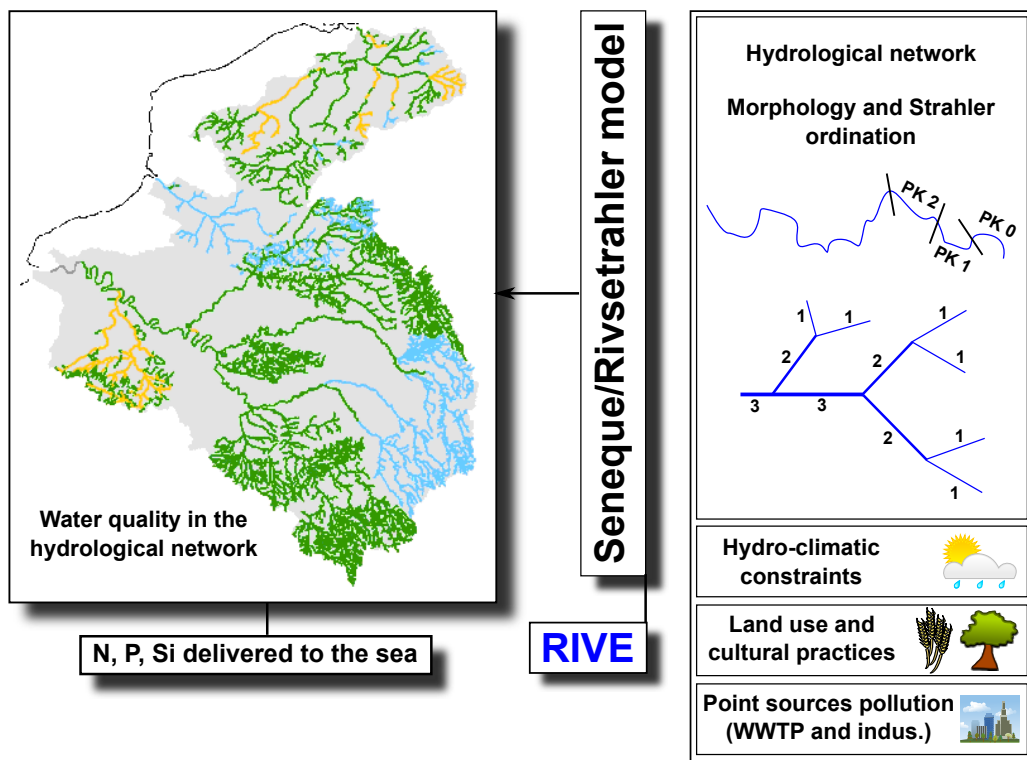 Water quality in the
hydrological network
N, P, Si delivered to the sea
Seneque/Rivsetrahler model
RIVE
Hydrological network
Morphology and Strahler
ordination
PK 2
PK 1
PK 0
1
1
2
3
3
2
1
1
2
1
1
Hydro-climatic
constraints
Land use and
cultural practices
Point sources pollution
(WWTP and indus.)